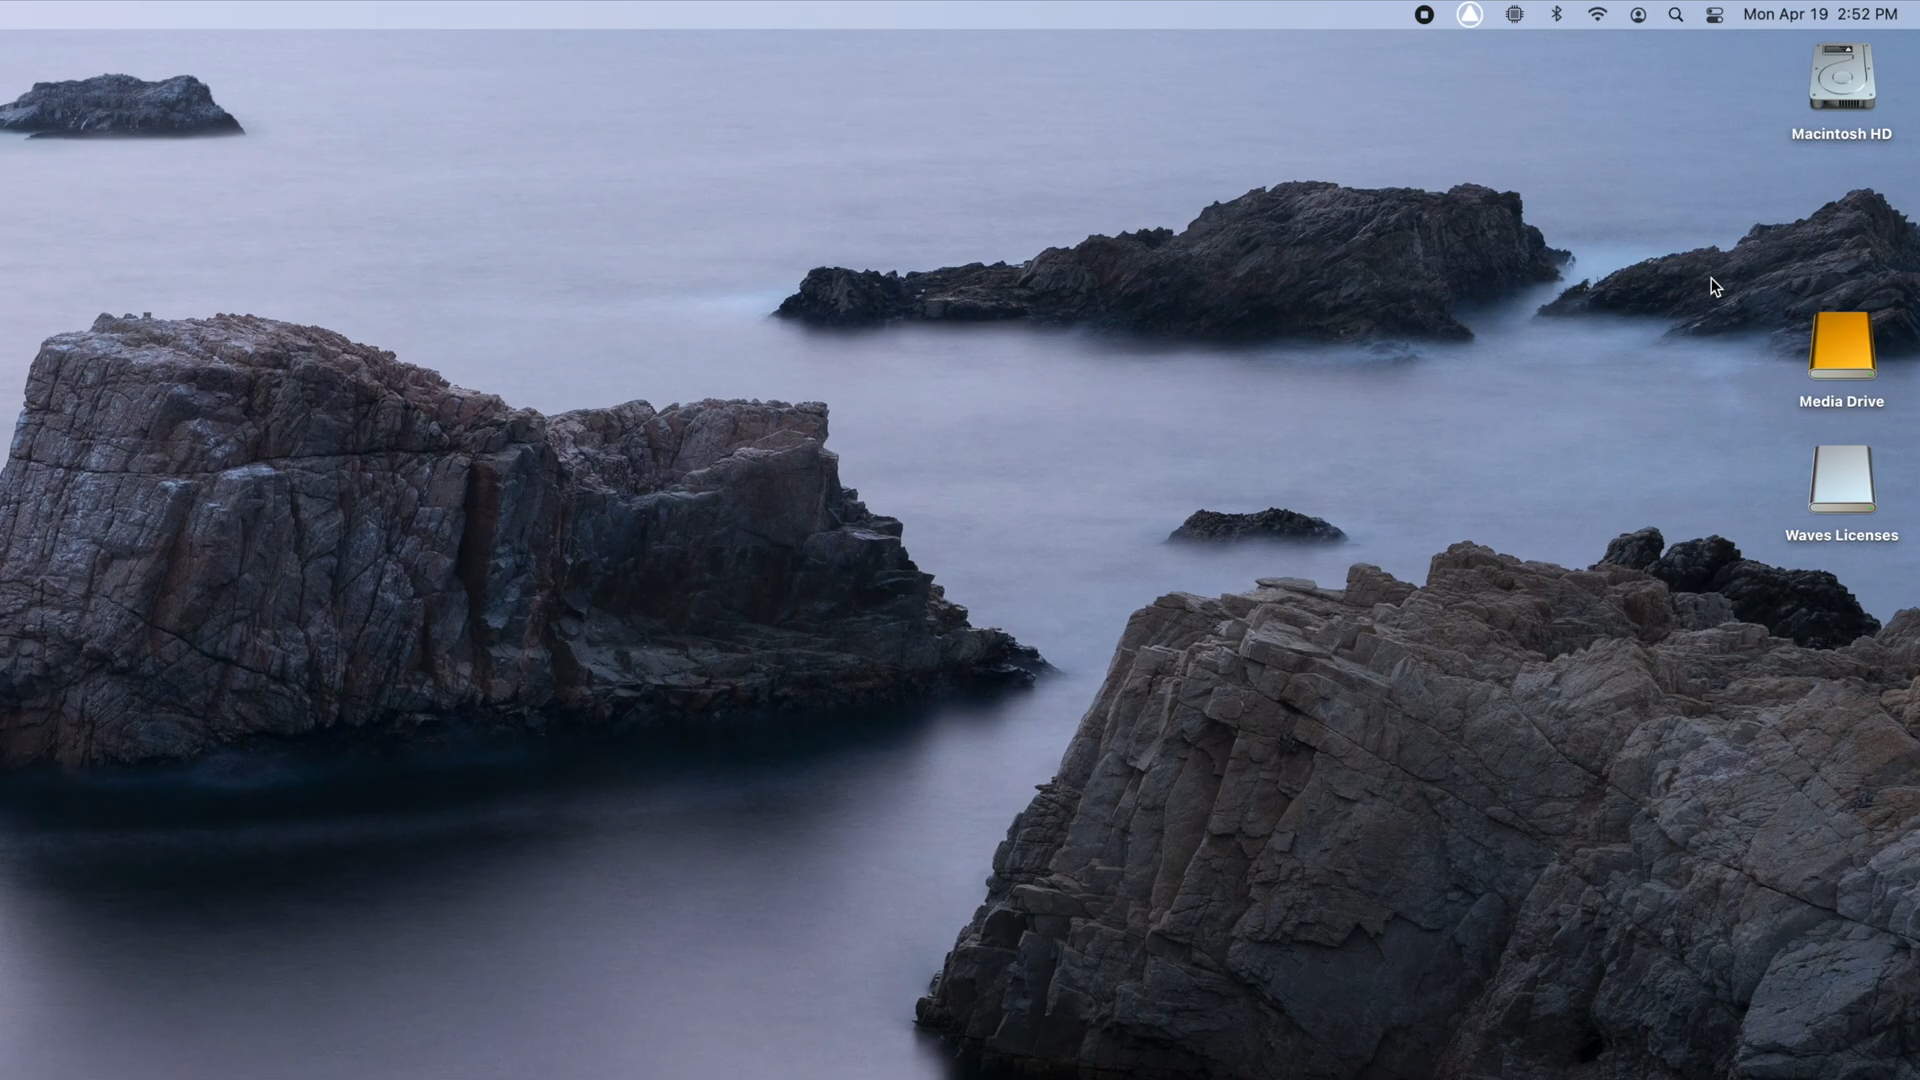 Mon Apr 19 2:52 PM
Macintosh HD
Media Drive
Waves Licenses